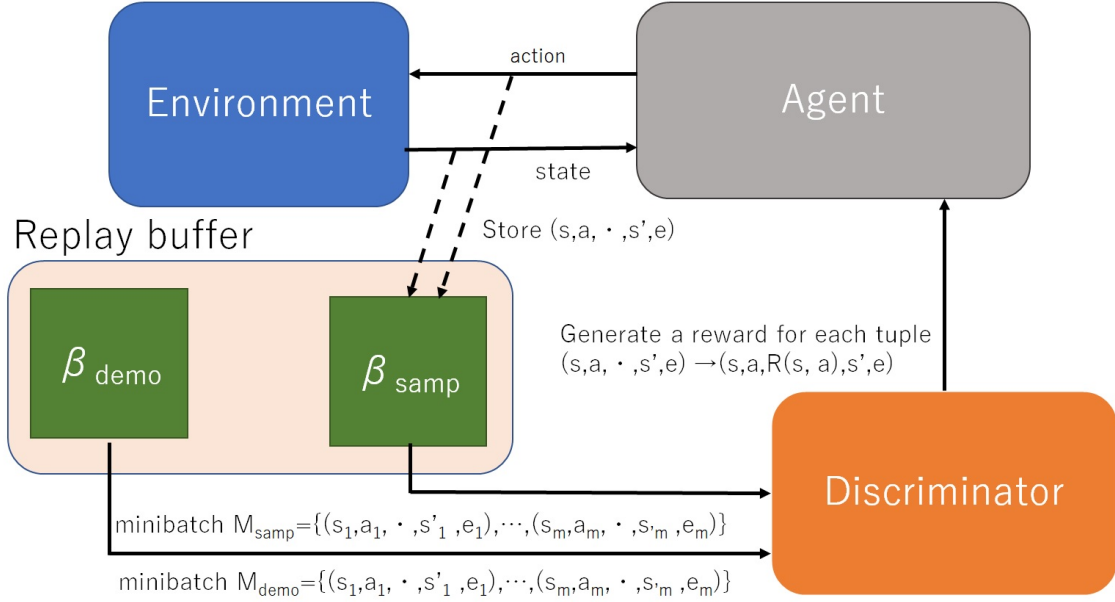 action
Environment
Agent
state
Replay buffer
Store (s,a,・,s’,e)
Generate a reward for each tuple
(s,a,・,s’,e) →(s,a,R(s, a),s’,e)
β demo
β samp
Discriminator
minibatch Msamp={(s1,a1,・,s’1,e1),⋯,(sm,am,・,s’m,em)}
minibatch Mdemo={(s1,a1,・,s’1,e1),⋯,(sm,am,・,s’m,em)}